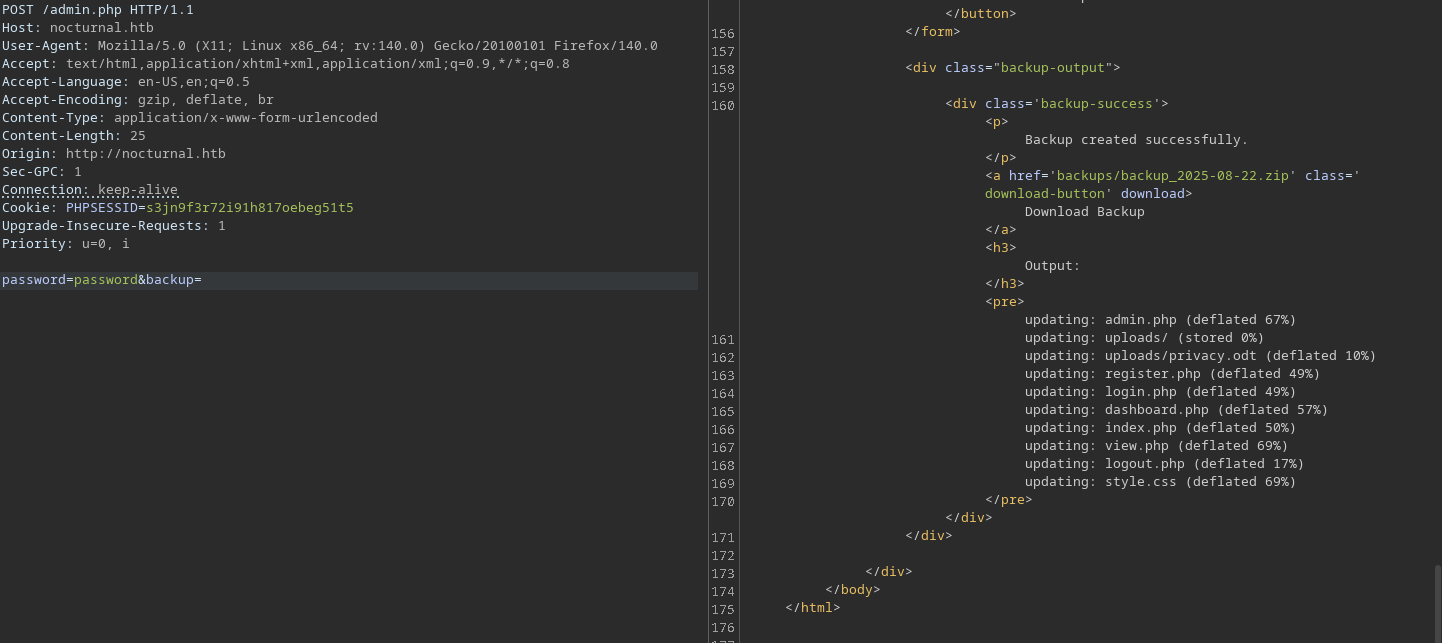 POST /admin.php HTTP/1.1
Host: nocturnal.htb
User-Agent: Mozilla/5.0 (X11; Linux x86_64; rv:140.0) Gecko/20100101 Firefox/140.0
Accept: text/html,application/xhtml+xml,application/xml;q=0.9,*/*;q=0.8
Accept-Language: en-US,en;q=0.5
Accept-Encoding: gzip, deflate, br
Content-Type: application/x-www-form-urlencoded
Content-Length: 25
Origin: http://nocturnal.htb
Sec-GPC: 1
Connection: keep-alive
Cookie: PHPSESSID=s3jn9f3r72i91h817oebeg51t5
Upgrade-Insecure-Requests: 1
Priority: u=0, i
password=password&backup=
</button>
156 </form>
157
158 <div class="backup-output">
159
160 <div class='backup-success'>
<p>
Backup created successfully.
</p>
<a href='backups/backup_2025-08-22.zip' class='
download-button' download>
Download Backup
</a>
<h3>
Output:
</h3>
<pre>
updating: admin.php (deflated 67%)
161 updating: uploads/ (stored 0%)
162 updating: uploads/privacy.odt (deflated 10%)
163 updating: register.php (deflated 49%)
164 updating: login.php (deflated 49%)
165 updating: dashboard.php (deflated 57%)
166 updating: index.php (deflated 50%)
167 updating: view.php (deflated 69%)
168 updating: logout.php (deflated 17%)
169 updating: style.css (deflated 69%)
170 </pre>
</div>
171 </div>
172
173 </div>
174 </body>
175 </html>
176